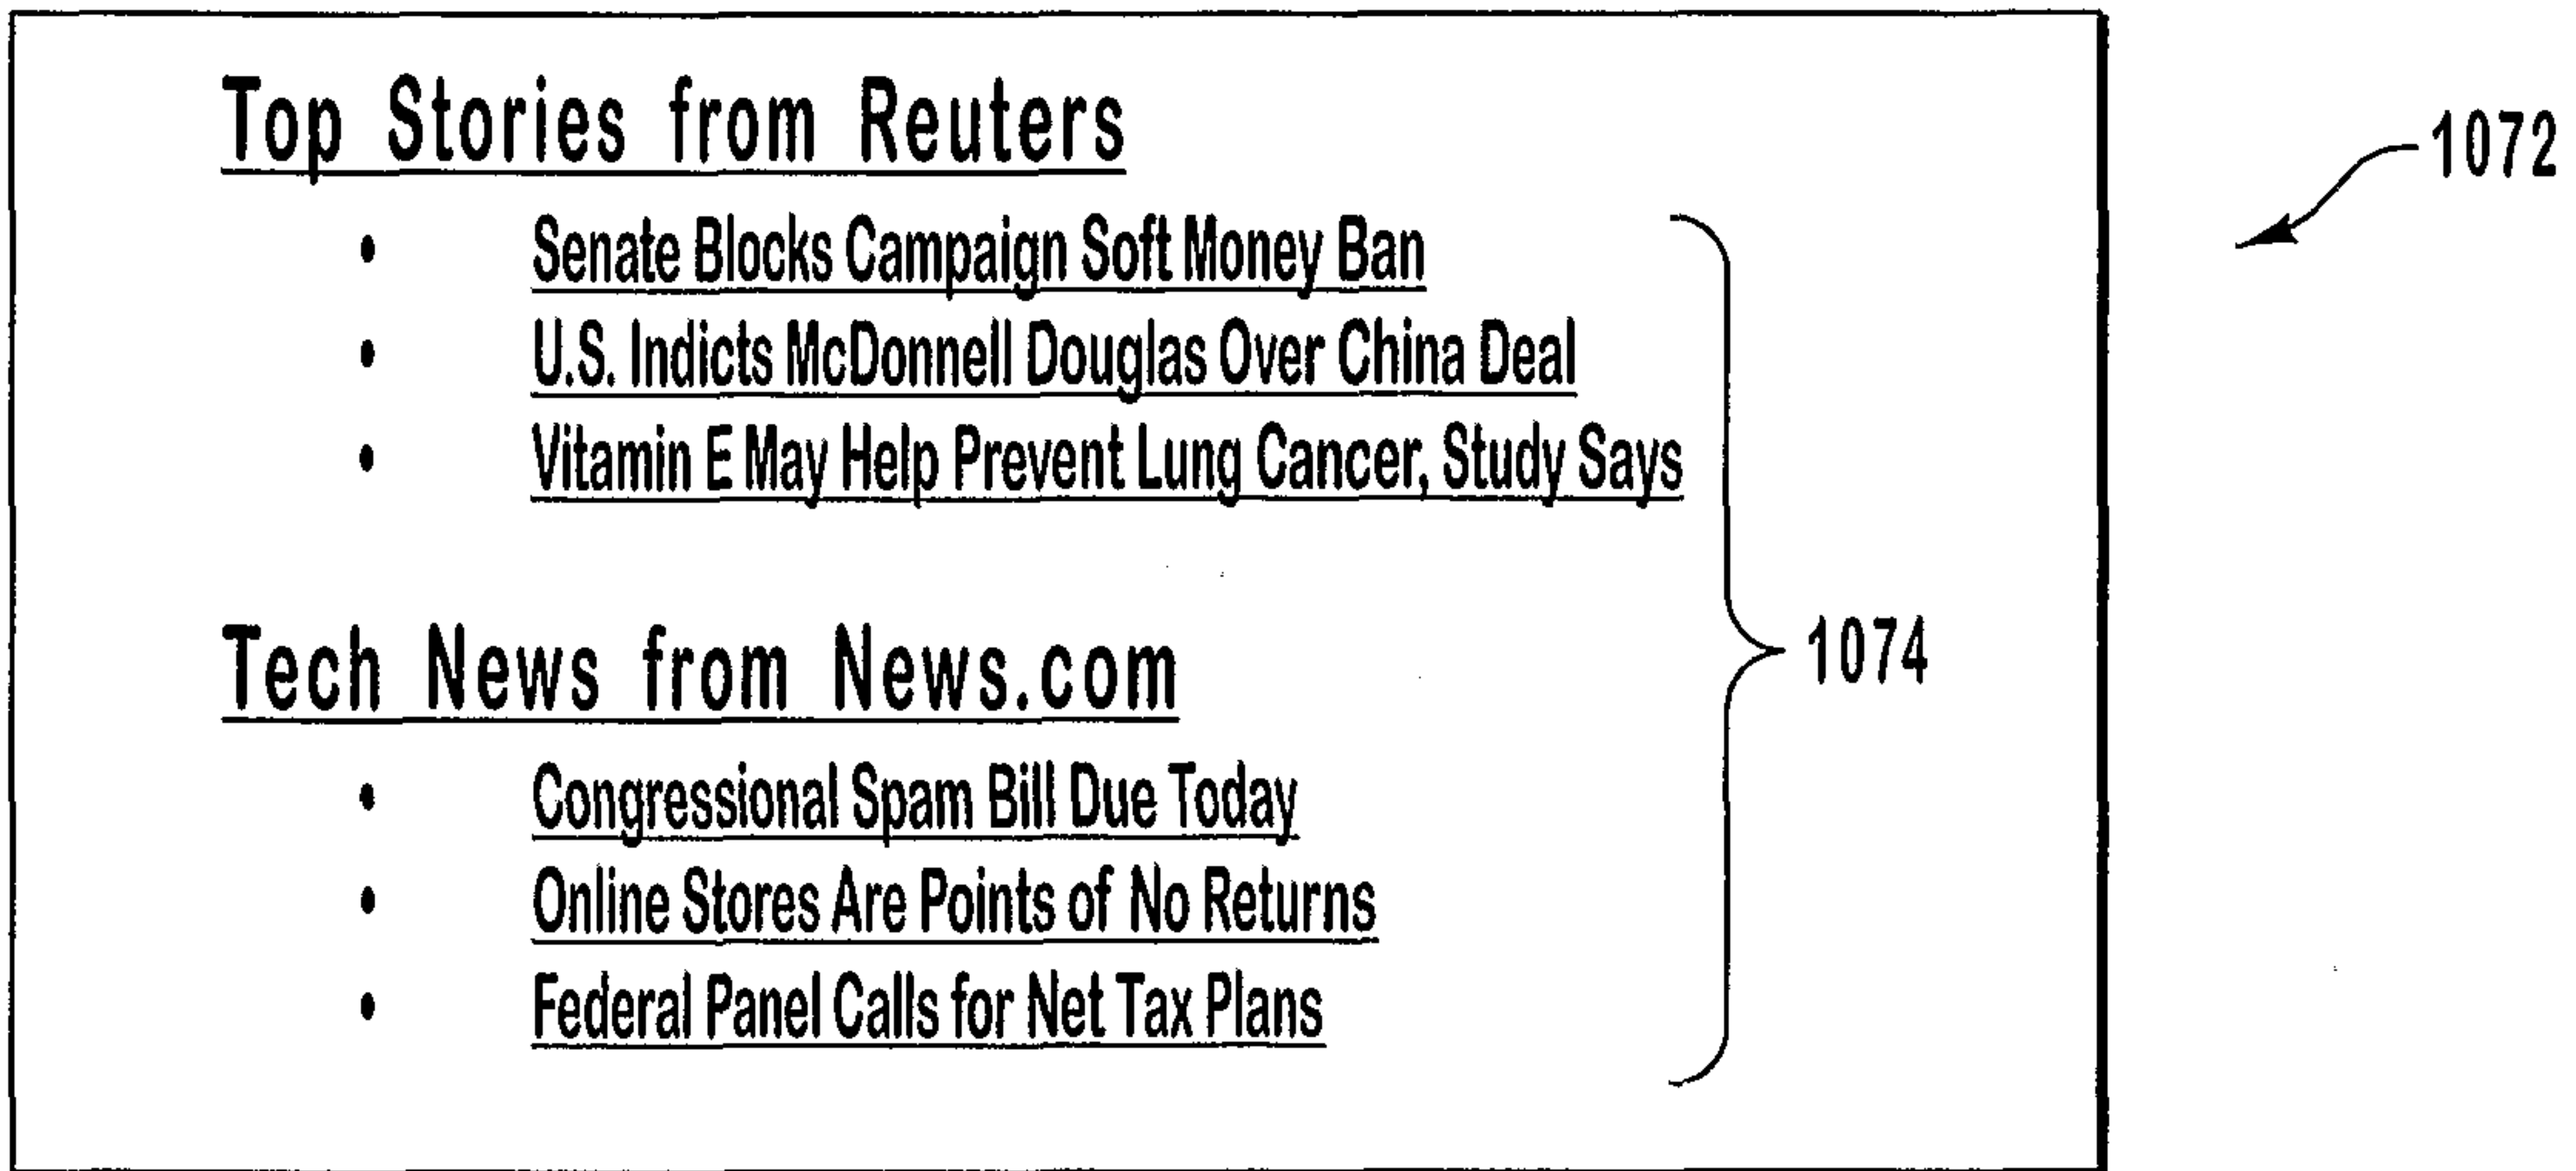 Top Stories from Reuters
1072
• Senate Blocks Campaign Soft Money Ban
• U.S. Indicts McDonnell Douglas Over China Deal
• Vitamin E May Help Prevent Lung Cancer, Study Says
Tech News from News.com
1074
• Congressional Spam Bill Due Today
• Online Stores Are Points of No Returns
• Federal Panel Calls for Net Tax Plans